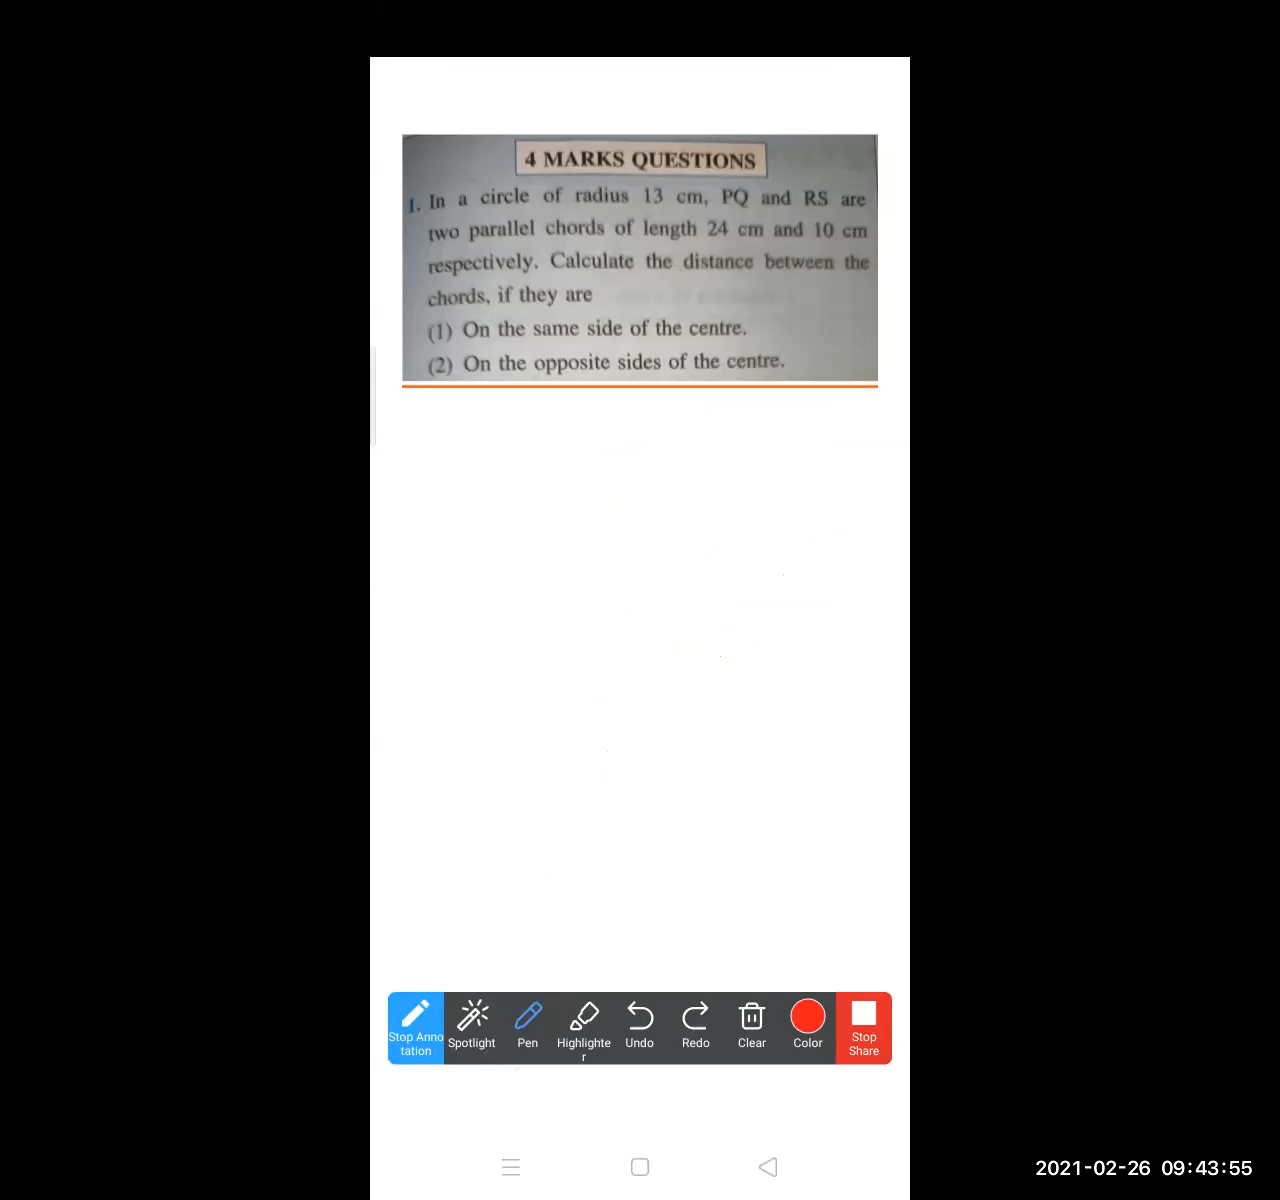 4 MARKS QUESTIONS
1. In a circle of radius 13 cm, PQ and RS are
two parallel chords of length 24 cm and 10 cm
respectively. Calculate the distance between the
chords, if they are
(1) On the same side of the centre.
(2) On the opposite sides of the centre.
Stop Anno
tation
Spotlight
Pen
Highlighte
r
Undo
Redo
Clear
Color
Stop
Share
2021-02-26 09:43:55